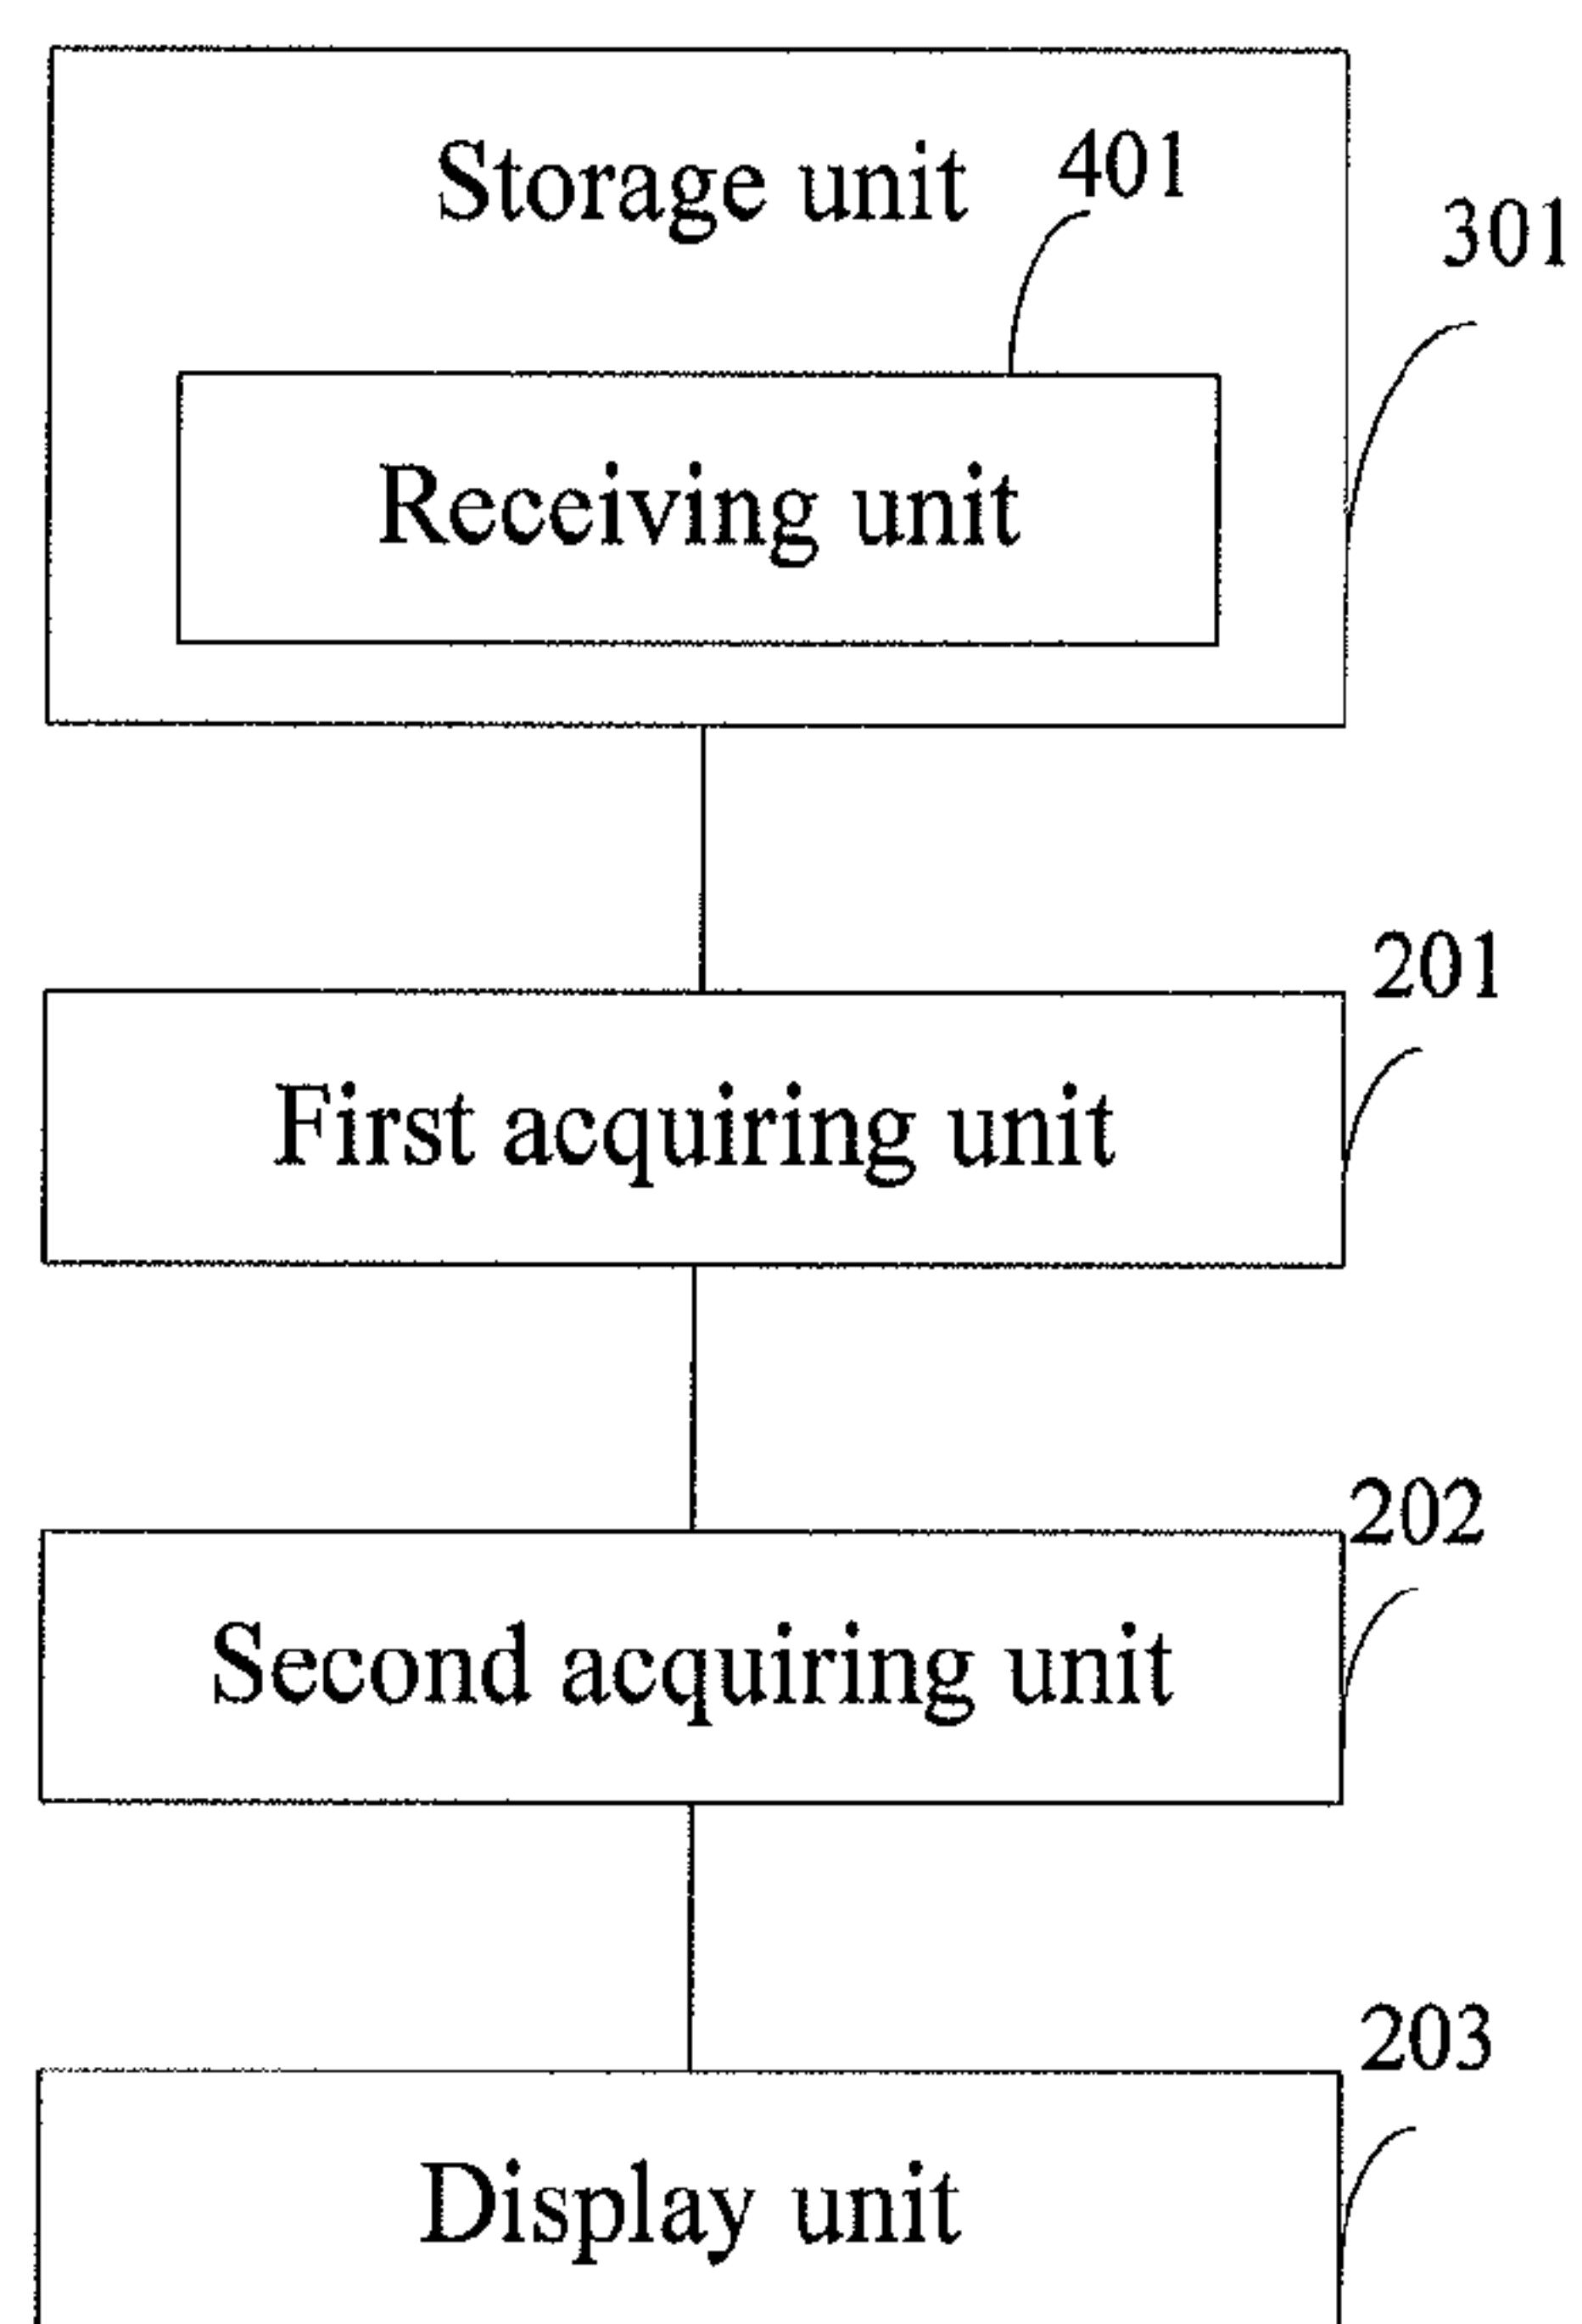 Storage unit
401
301
Receiving unit
201
First acquiring unit
202
Second acquiring unit
203
Display unit